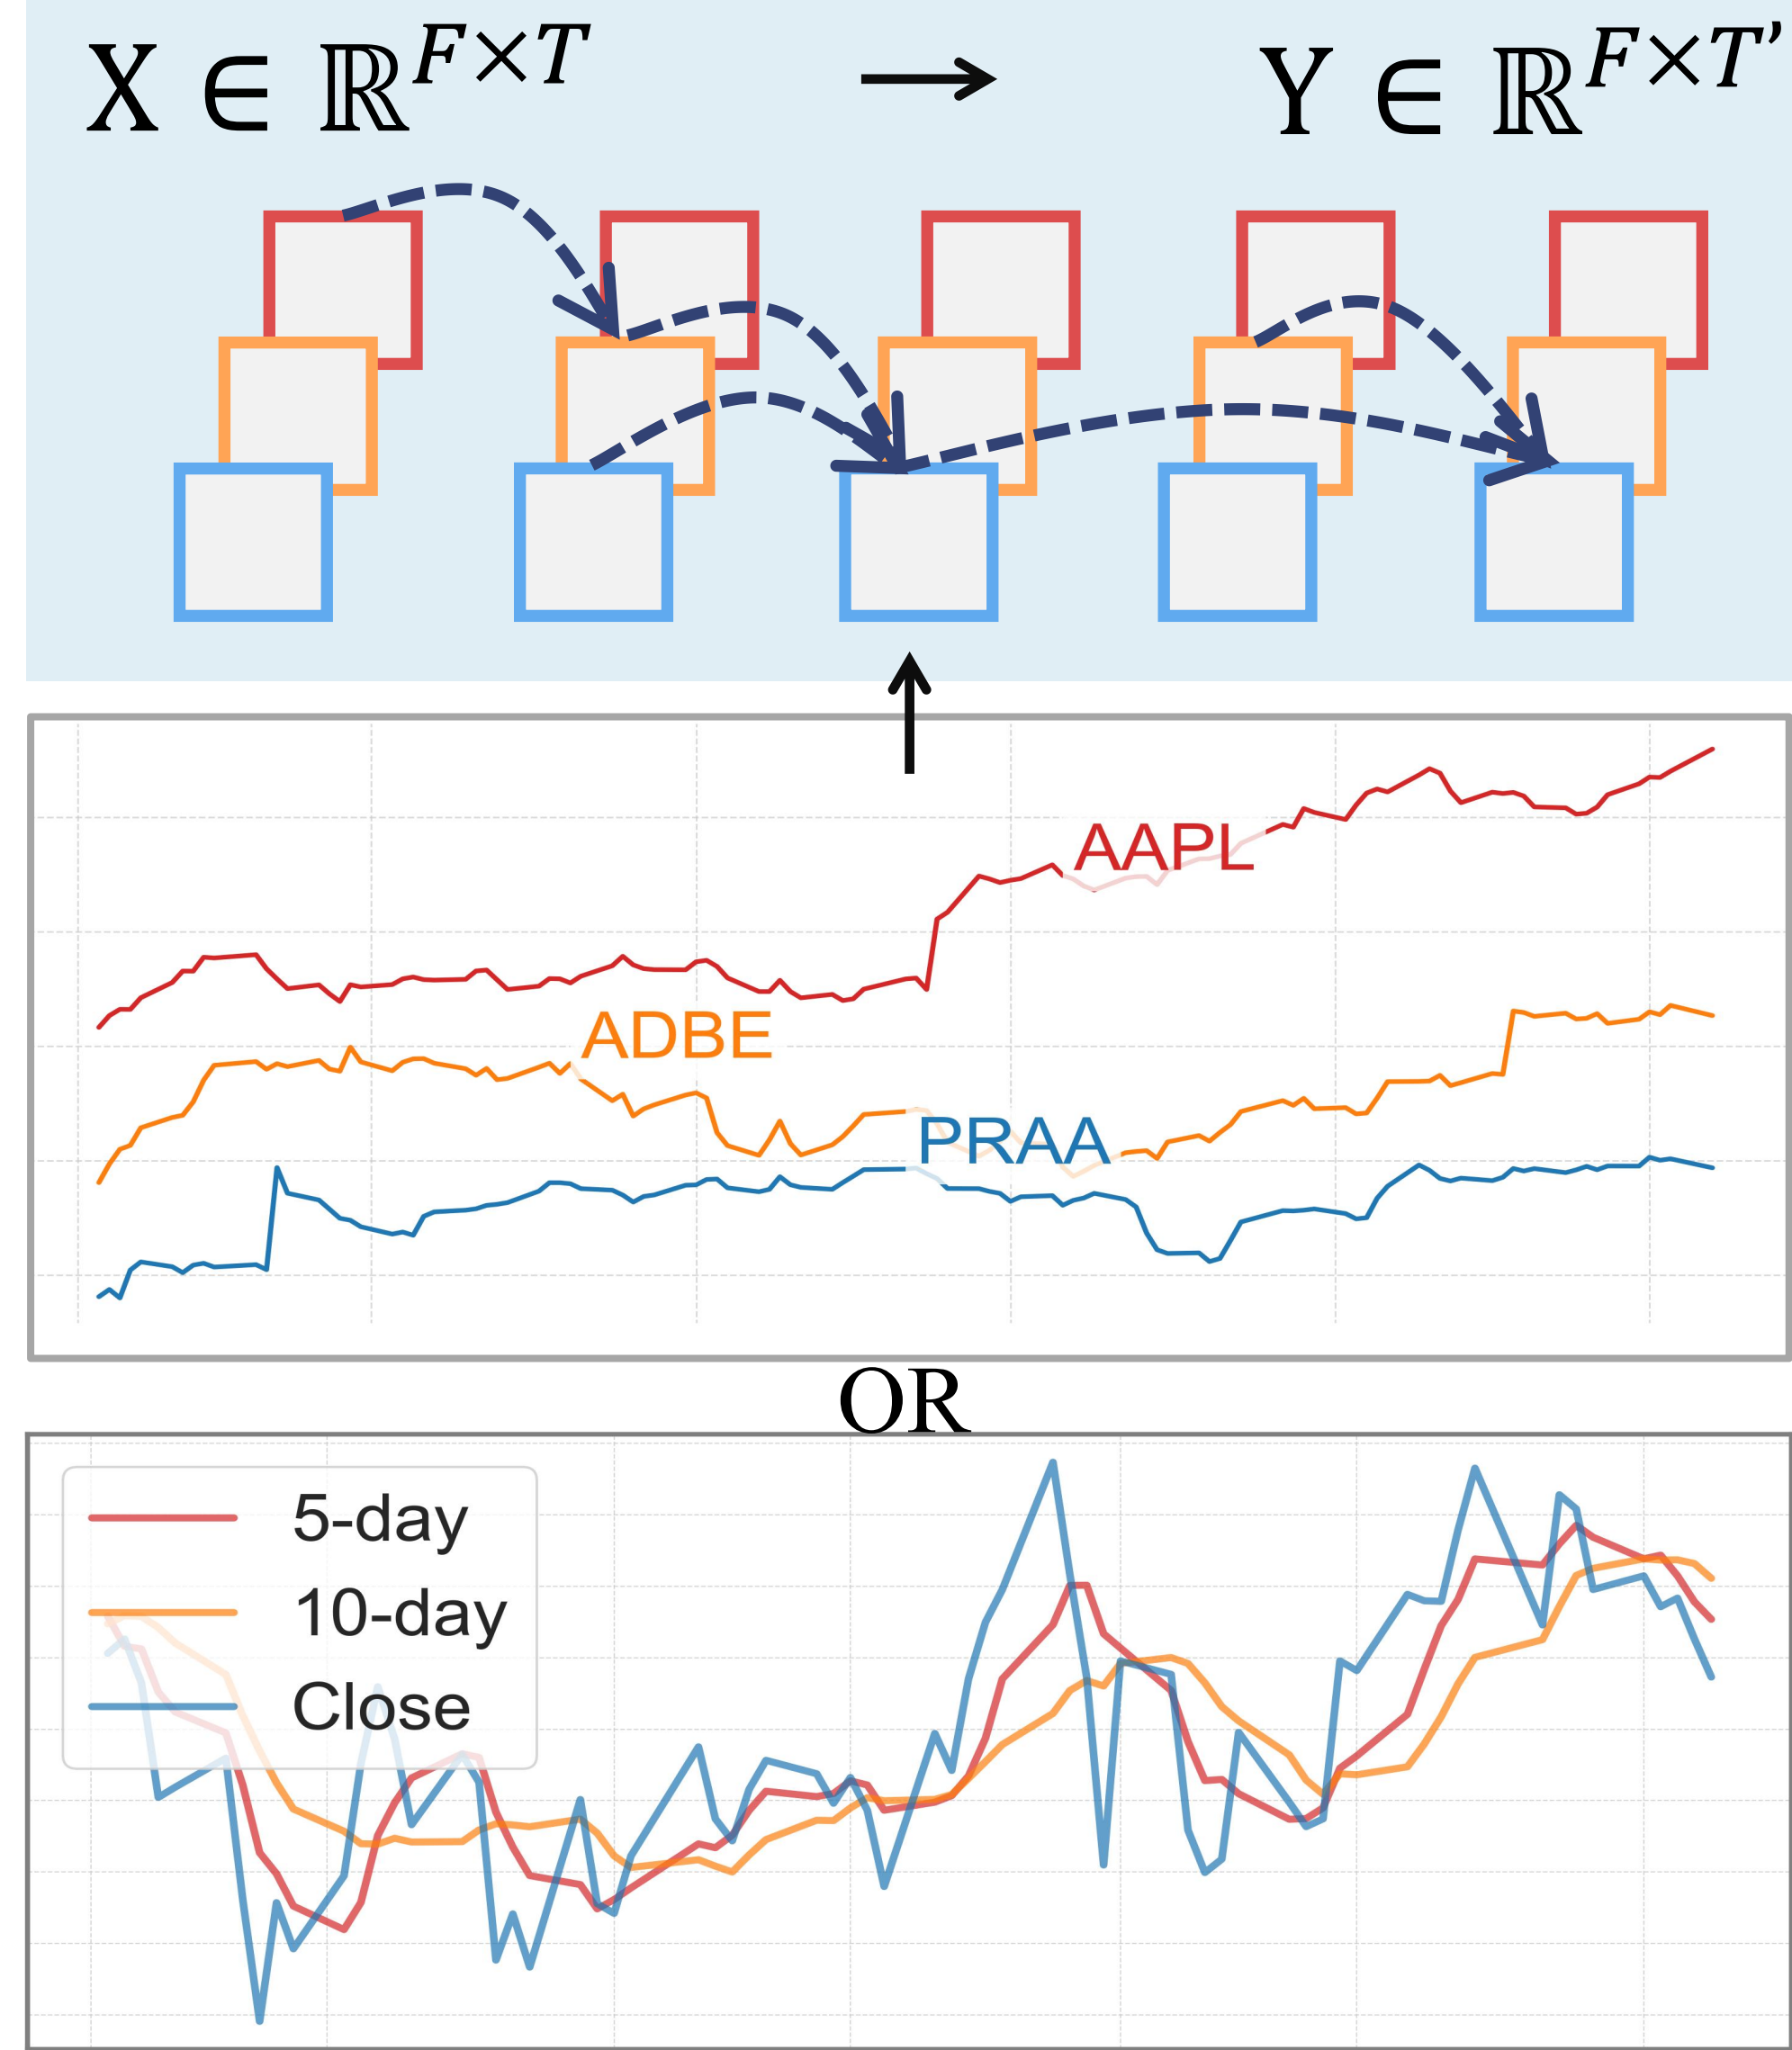 X ∈ ℝ^{F×T} → Y ∈ ℝ^{F×T’}
AAPL
ADBE
PRAA
OR
5-day
10-day
Close